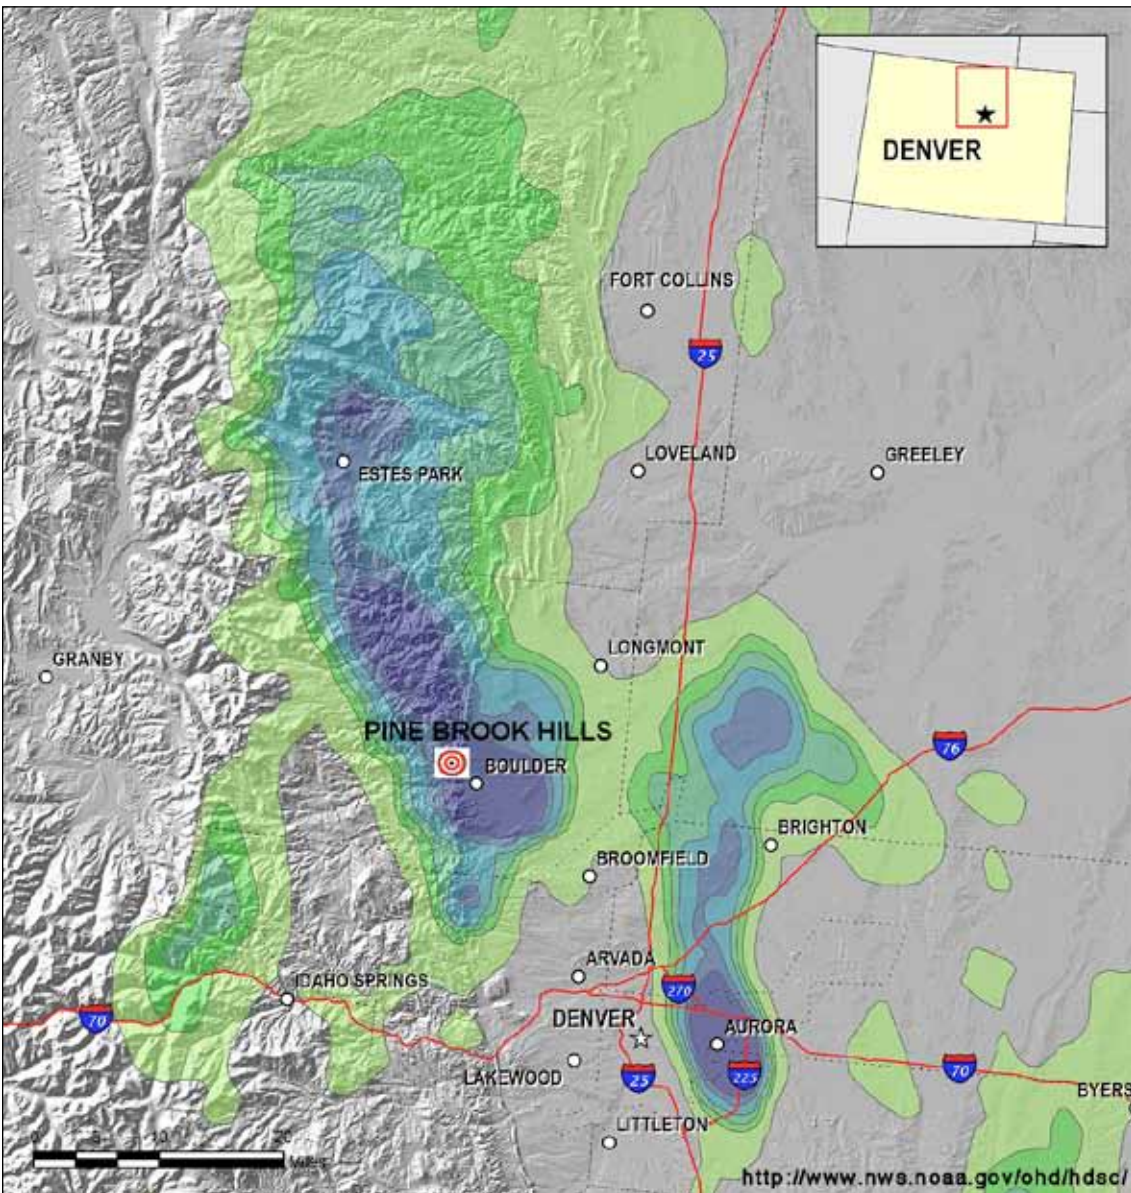 DENVER
FORT COLLINS
25
LOVELAND
GREELEY
ESTES PARK
LONGMONT
GRANBY
PINE BROOK HILLS
BOULDER
76
BRIGHTON
BROOMFIELD
ARVADA
IDAHO SPRINGS
270
70
DENVER
AURORA
LAKEWOOD
25
225
70
BYERS
LITTLETON
0 5 10 20
Miles
http://www.nws.noaa.gov/ohd/hdsc/